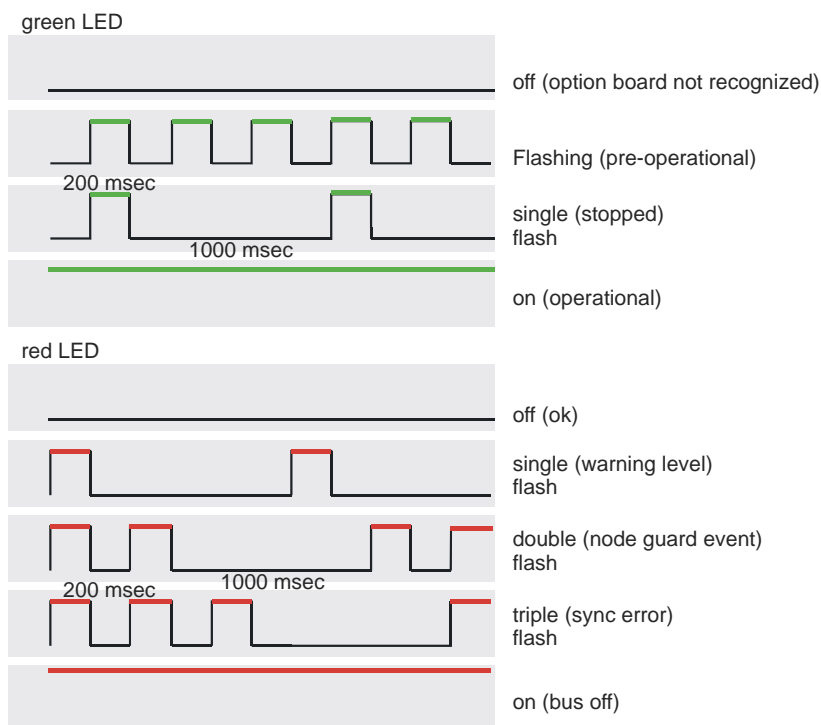 green LED
off (option board not recognized)
Flashing (pre-operational)
200 msec
single (stopped)
flash
1000 msec
on (operational)
red LED
off (ok)
single (warning level)
flash
double (node guard event)
flash
200 msec
1000 msec
triple (sync error)
flash
on (bus off)